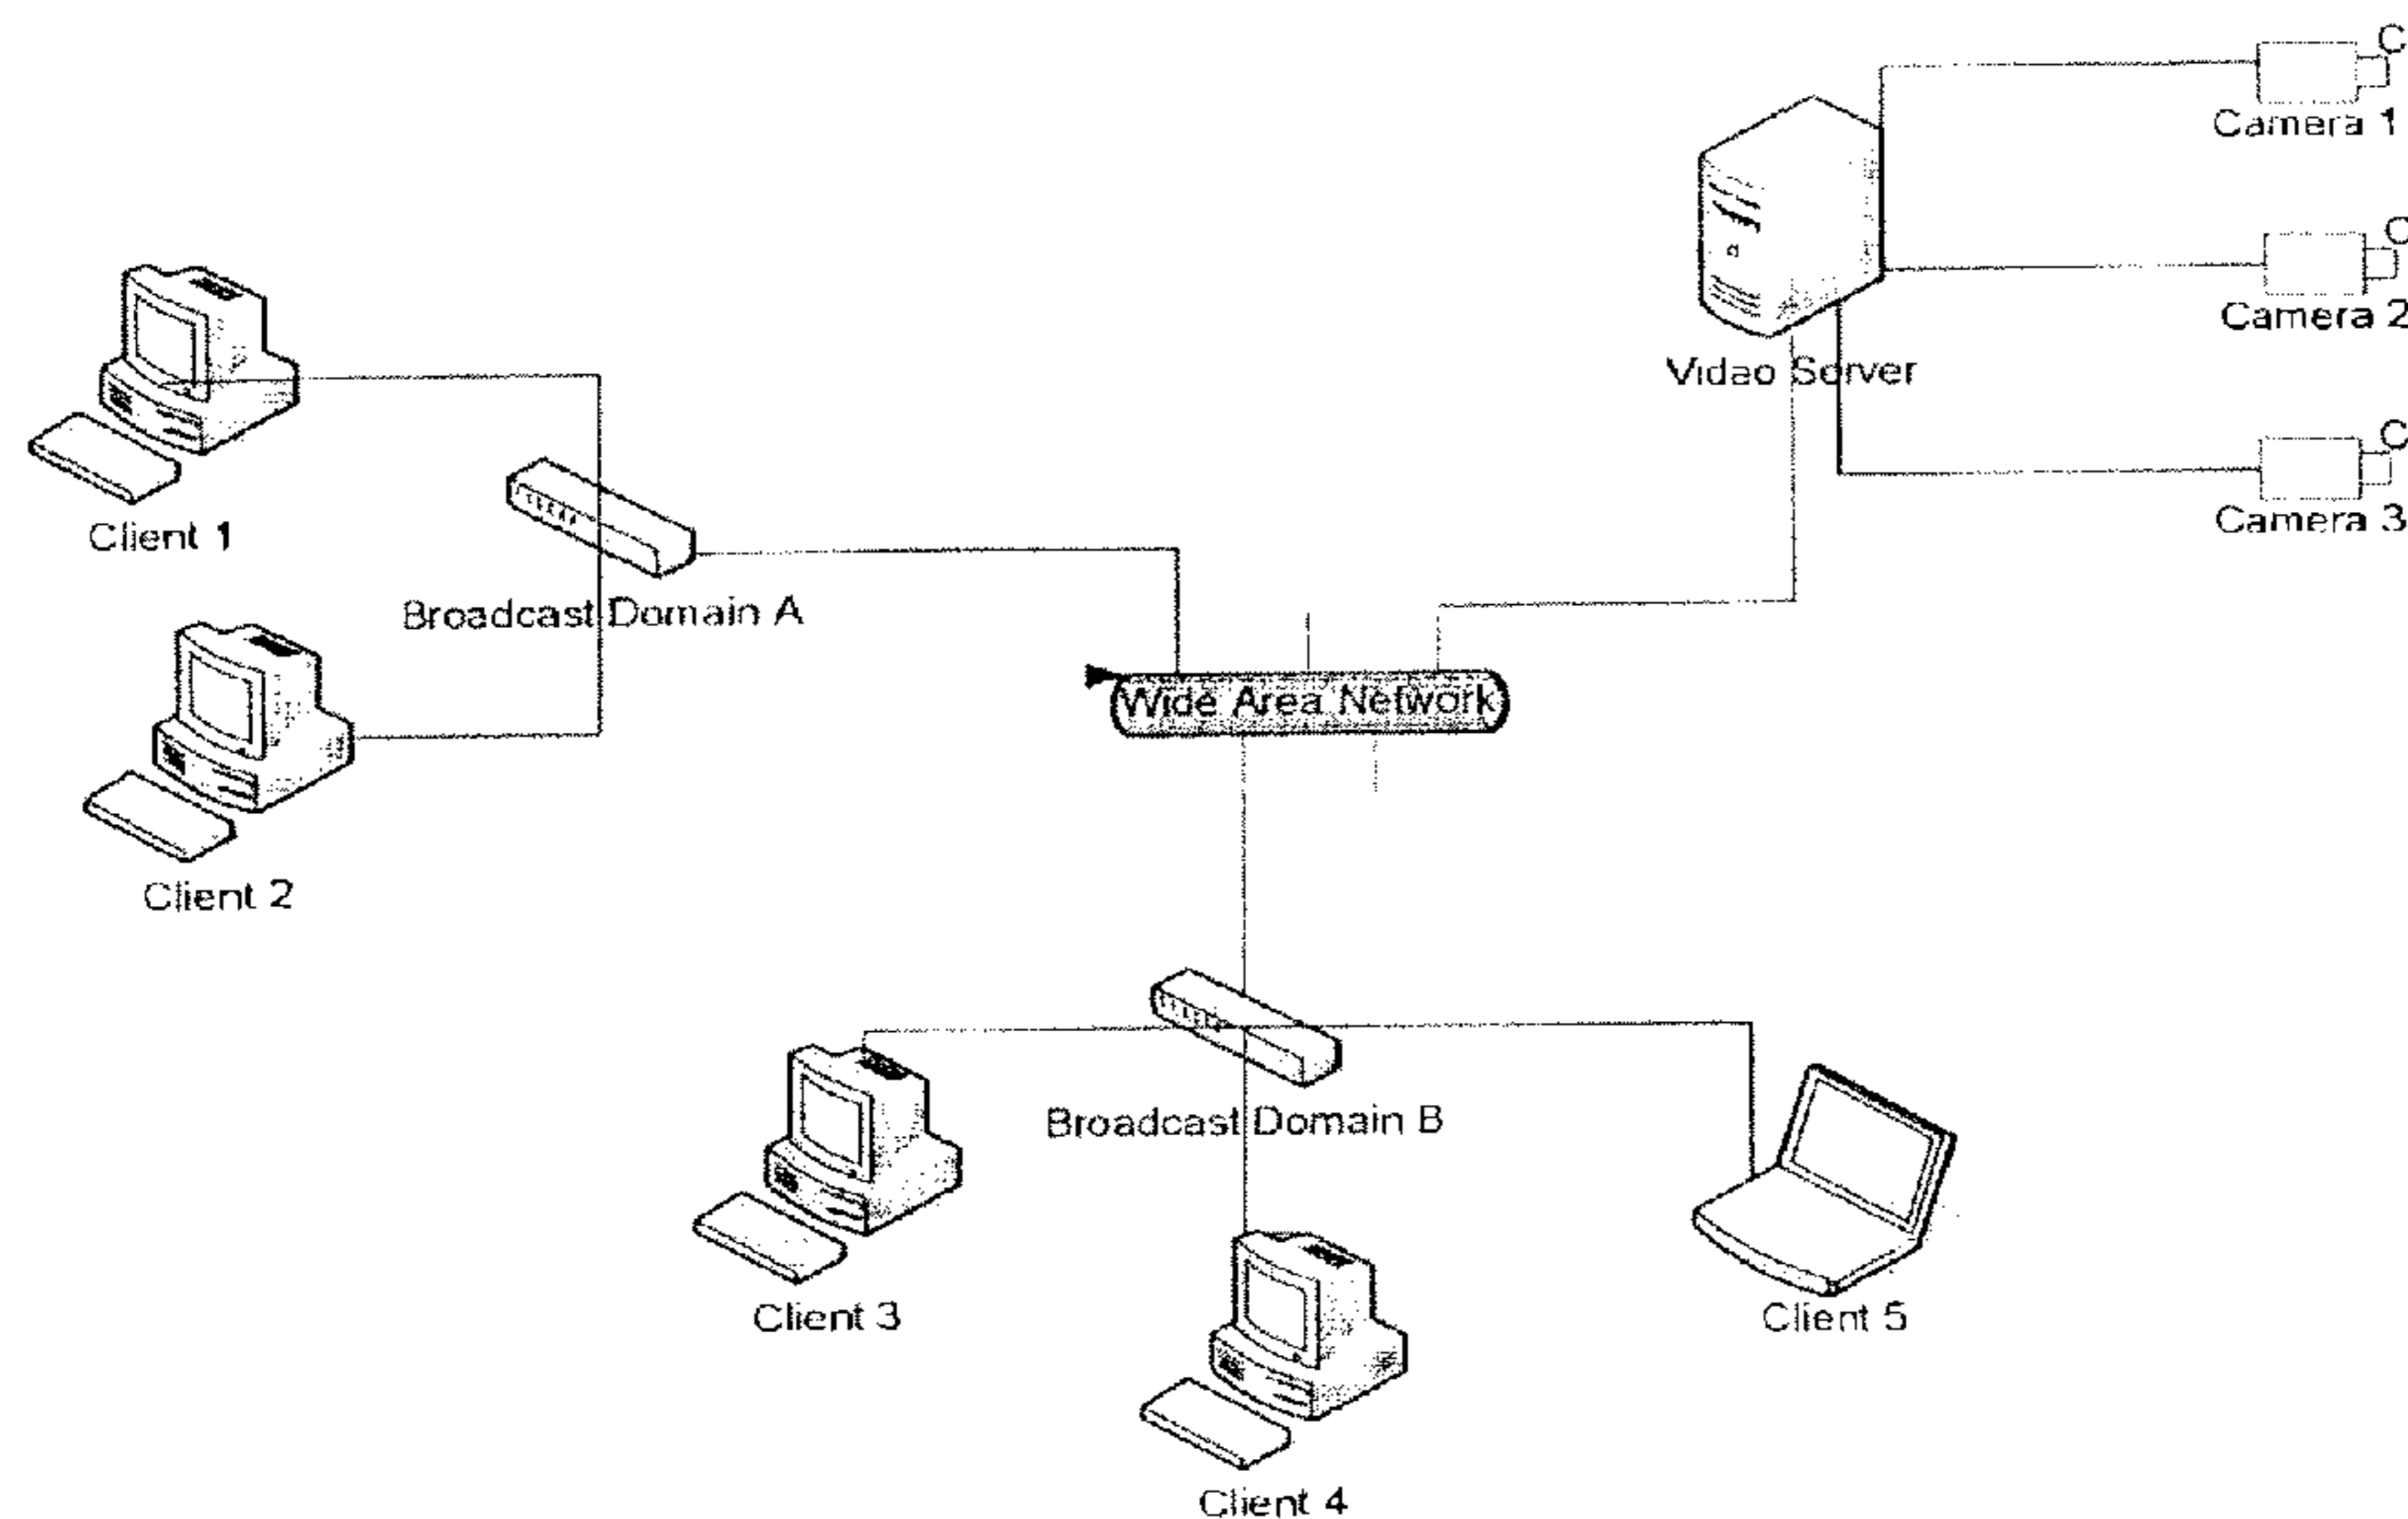 Camera 1
Camera 2
Video Server
Camera 3
Client 1
Broadcast Domain A
Wide Area Network
Client 2
Broadcast Domain B
Client 3
Client 5
Client 4